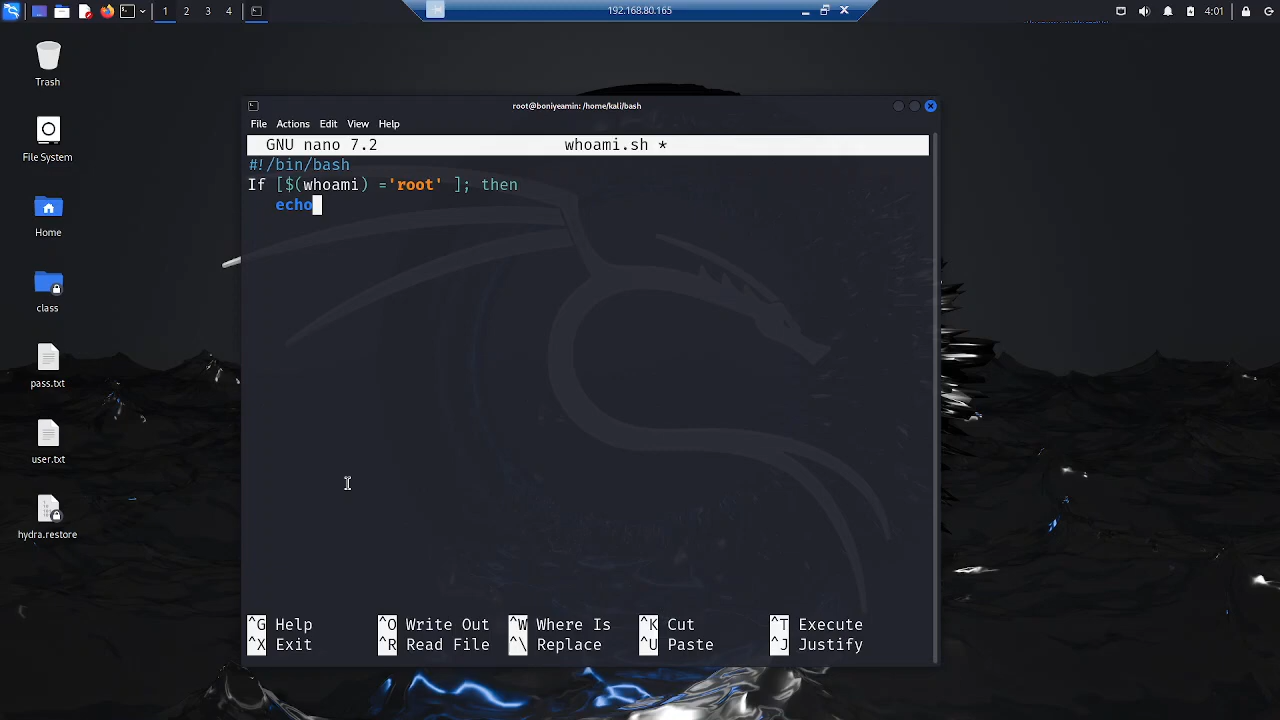 1 2 3 4
192.168.80.165
4:01
Trash
File System
Home
class
pass.txt
user.txt
hydra.restore
root@boniyeamin: /home/kali/bash
File Actions Edit View Help
GNU nano 7.2 whoami.sh *
#!/bin/bash
If [$(whoami) ='root' ]; then
echo
^G Help ^O Write Out ^W Where Is ^K Cut ^T Execute
^X Exit ^R Read File ^\ Replace ^U Paste ^J Justify